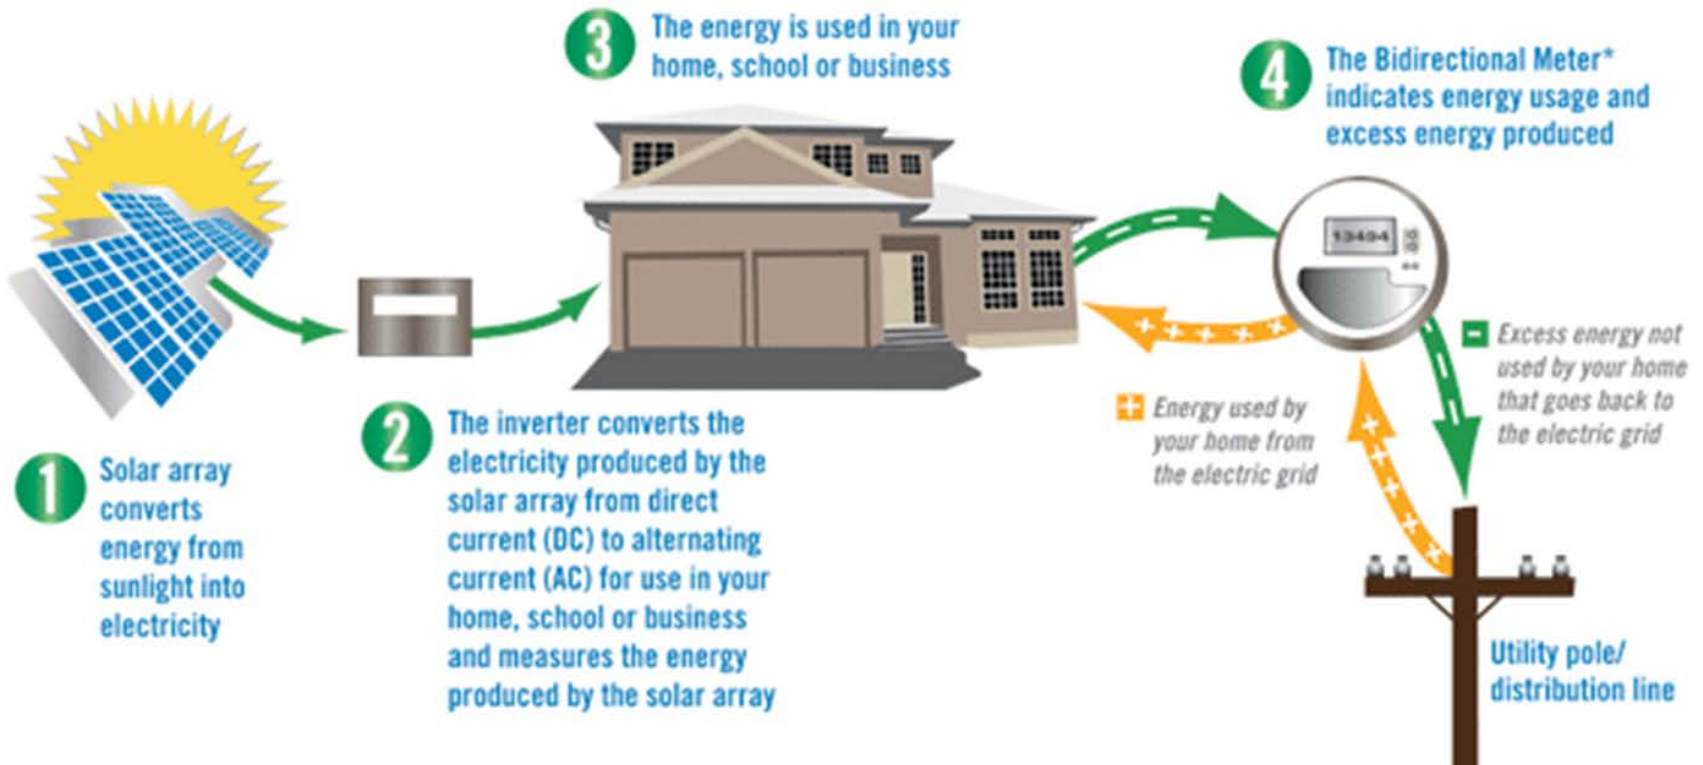 1
Solar array
converts
energy from
sunlight into
electricity
2
The inverter converts the
electricity produced by the
solar array from direct
current (DC) to alternating
current (AC) for use in your
home, school or business
and measures the energy
produced by the solar array
3
The energy is used in your
home, school or business
4
The Bidirectional Meter*
indicates energy usage and
excess energy produced
13404
+ Energy used by
your home from
the electric grid
- Excess energy not
used by your home
that goes back to
the electric grid
Utility pole/
distribution line